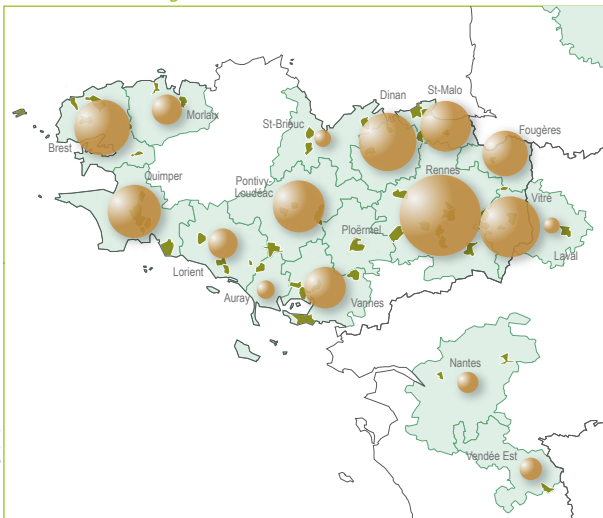 Dinan
St-Malo
Morlaix
St-Brieuc
Fougères
Brest
Quimper
Rennes
Pontivy-
Loudéac
Vitré
Ploërmel
Laval
Lorient
Auray
Vannes
Nantes
Vendée Est